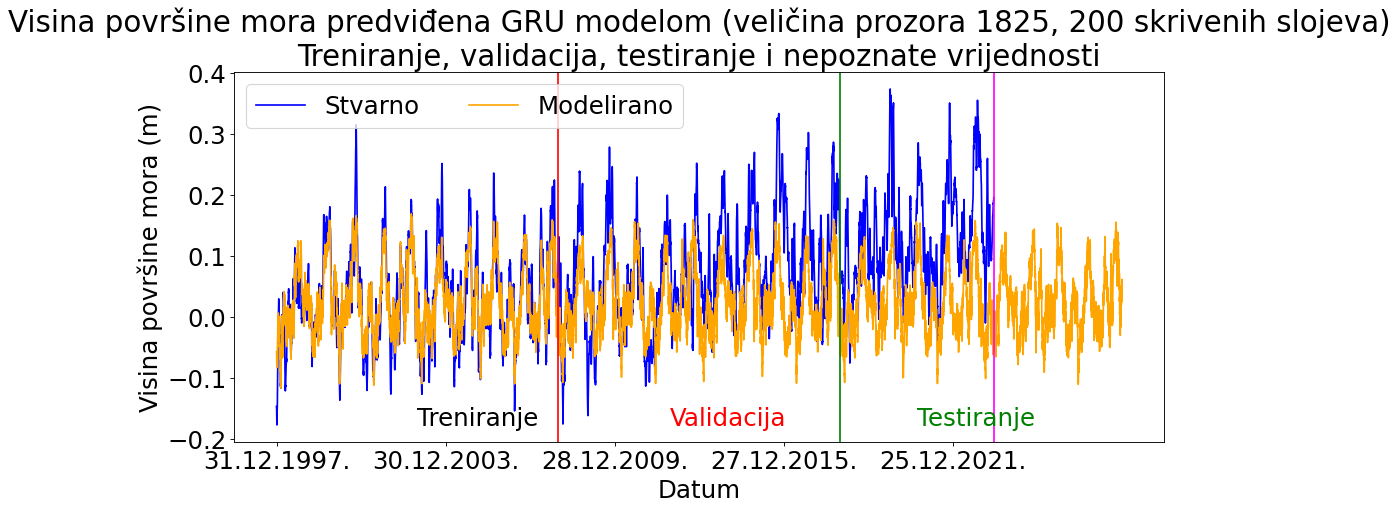 Visina površine mora predviđena GRU modelom (veličina prozora 1825, 200 skrivenih slojeva)
Treniranje, validacija, testiranje i nepoznate vrijednosti
Stvarno
Modelirano
Visina površine mora (m)
0.4
0.3
0.2
0.1
0.0
−0.1
−0.2
Treniranje
Validacija
Testiranje
31.12.1997.
30.12.2003.
28.12.2009.
27.12.2015.
25.12.2021.
Datum